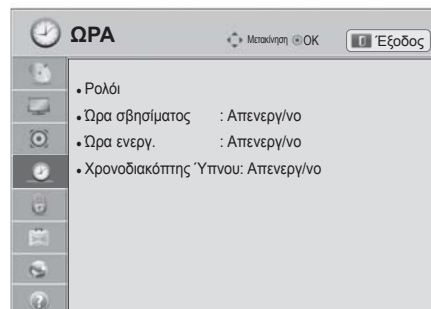 ΩΡΑ Μετακίνηση OK Έξοδος
• Ρολόι
• Ώρα σβησίματος : Απενεργ/νο
• Ώρα ενεργ. : Απενεργ/νο
• Χρονοδιακόπτης Ύπνου: Απενεργ/νο